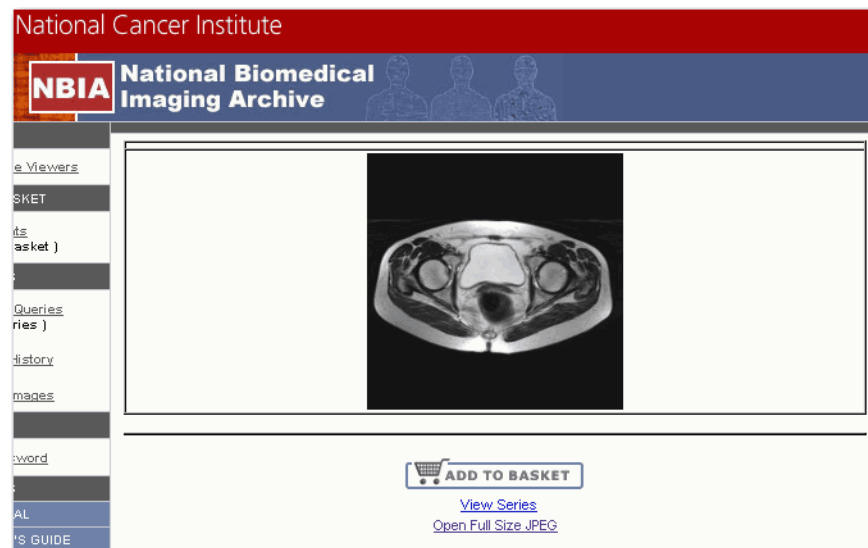 National Cancer Institute
NBIA
National Biomedical
Imaging Archive
e Viewers
SKET
ts
asket )
Queries
ries )
History
mages
word
AL
'S GUIDE
ADD TO BASKET
View Series
Open Full Size JPEG